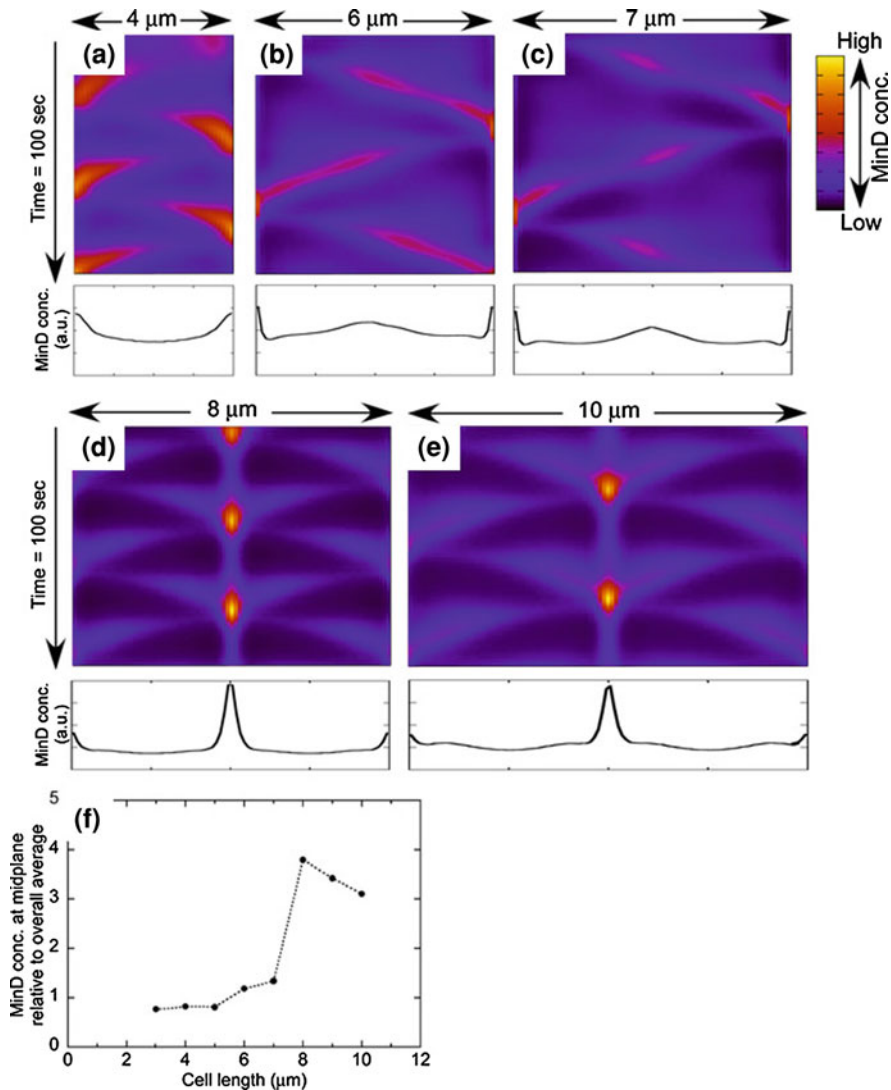 4 μm
6 μm
7 μm
(a)
(b)
(c)
High
MinD conc.
Low
Time = 100 sec
MinD conc.
(a.u.)
8 μm
10 μm
(d)
(e)
Time = 100 sec
MinD conc.
(a.u.)
(f)
5
4
3
2
1
0
MinD conc. at midplane
relative to overall average
0 2 4 6 8 10 12
Cell length (μm)